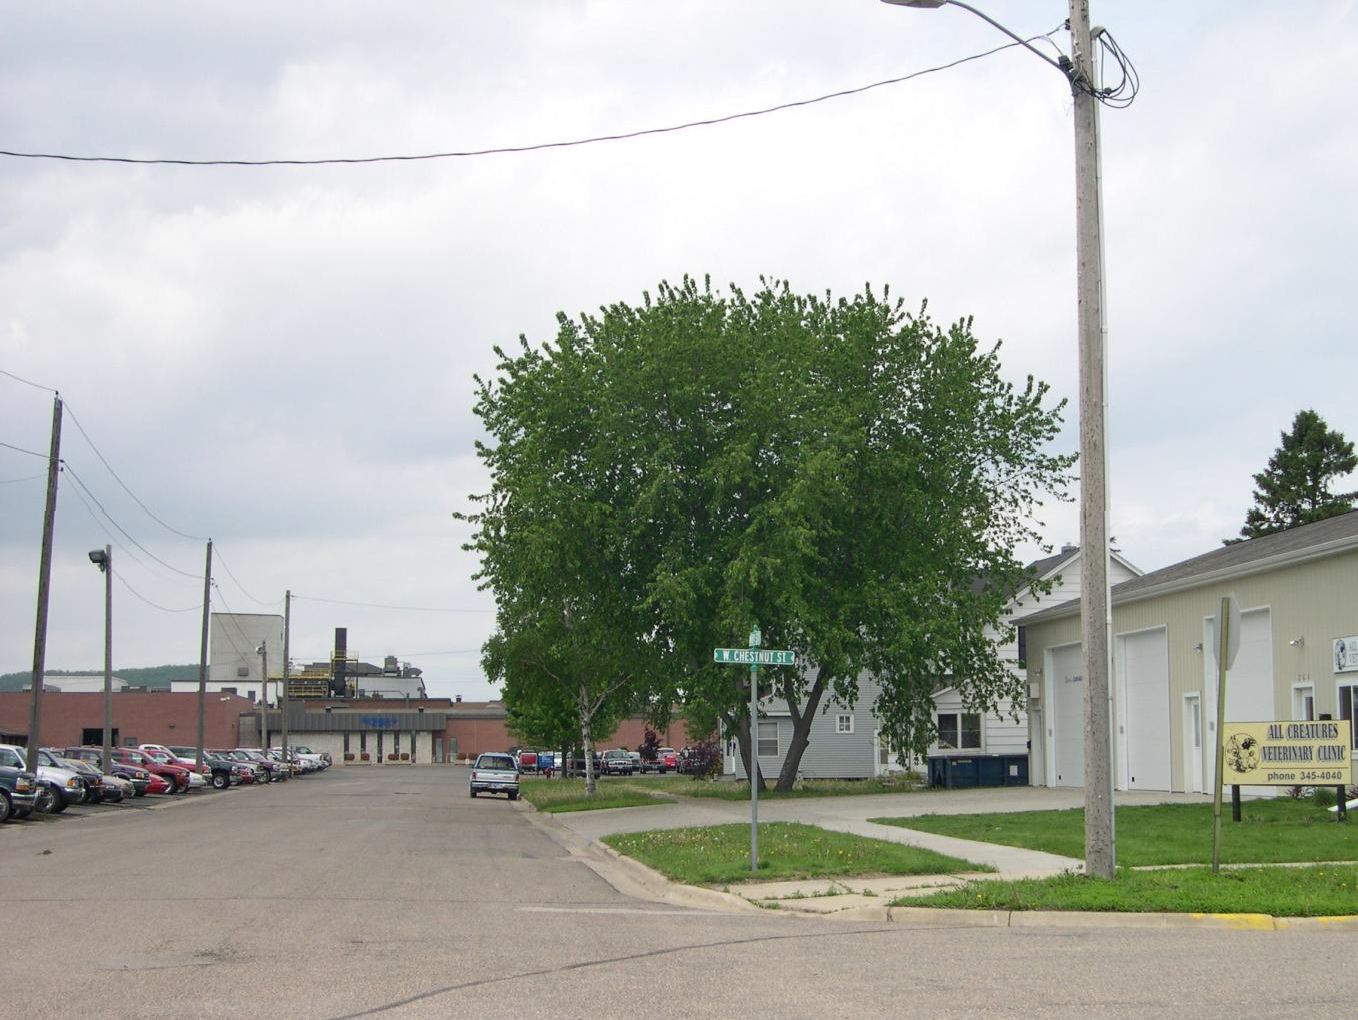 W. CHESTNUT ST
ALL CREATURES
VETERINARY CLINIC
phone 345-4040